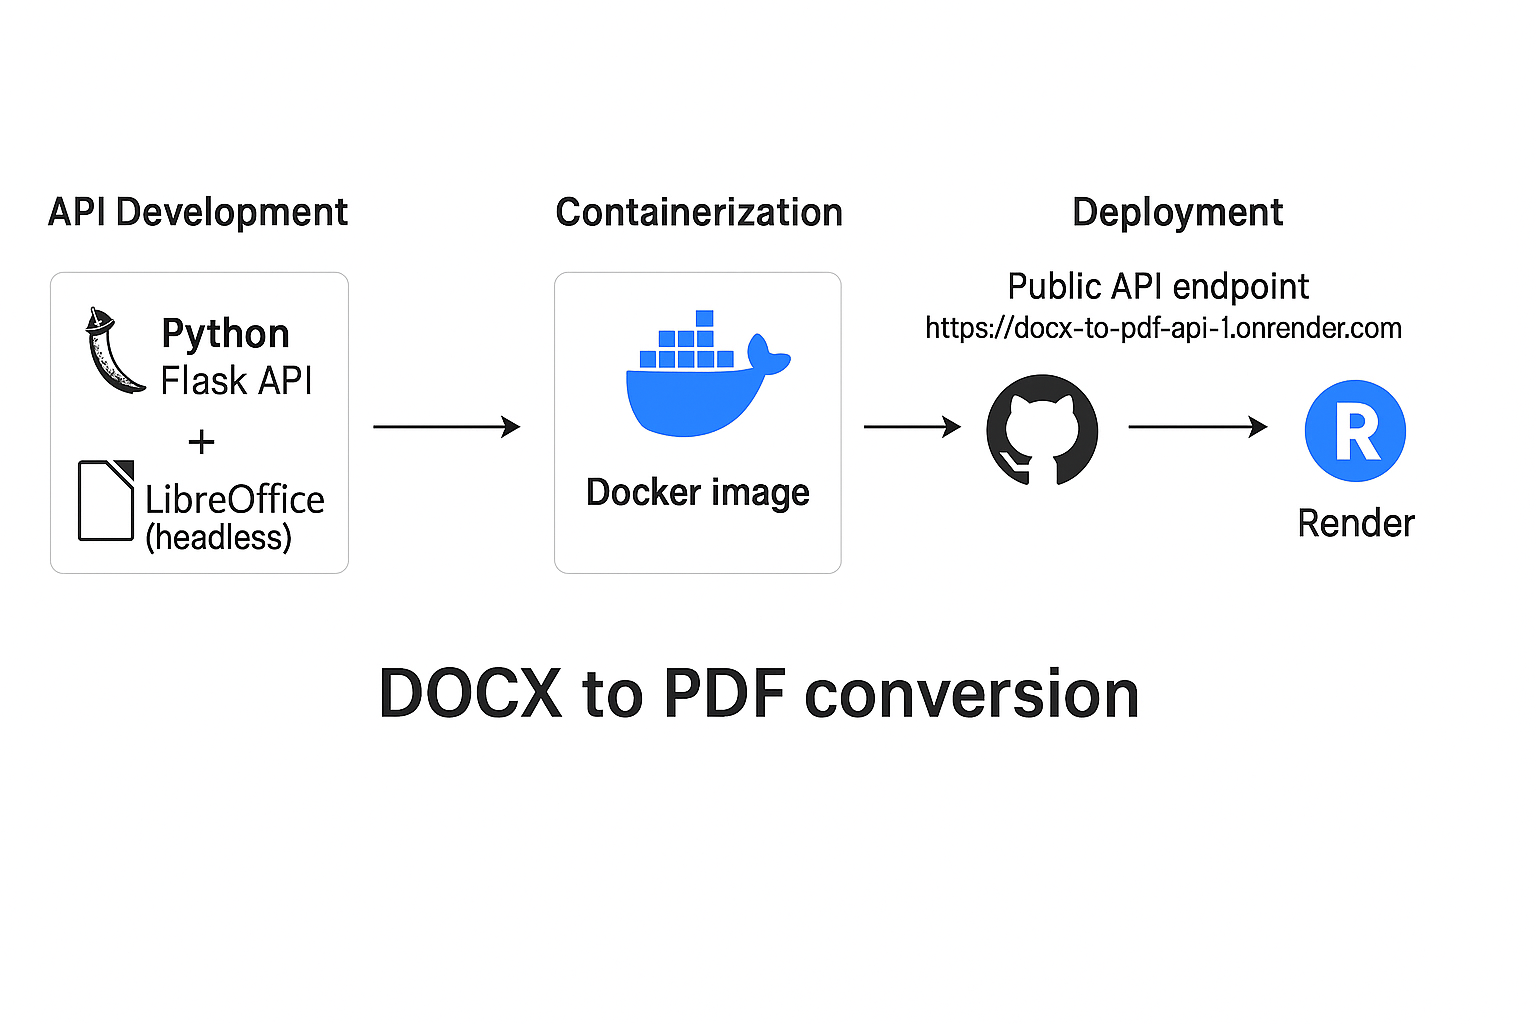 API Development
Python
Flask API
+
LibreOffice
(headless)
Containerization
Docker image
Deployment
Public API endpoint
https://docx-to-pdf-api-1.onrender.com
R
Render
DOCX to PDF conversion